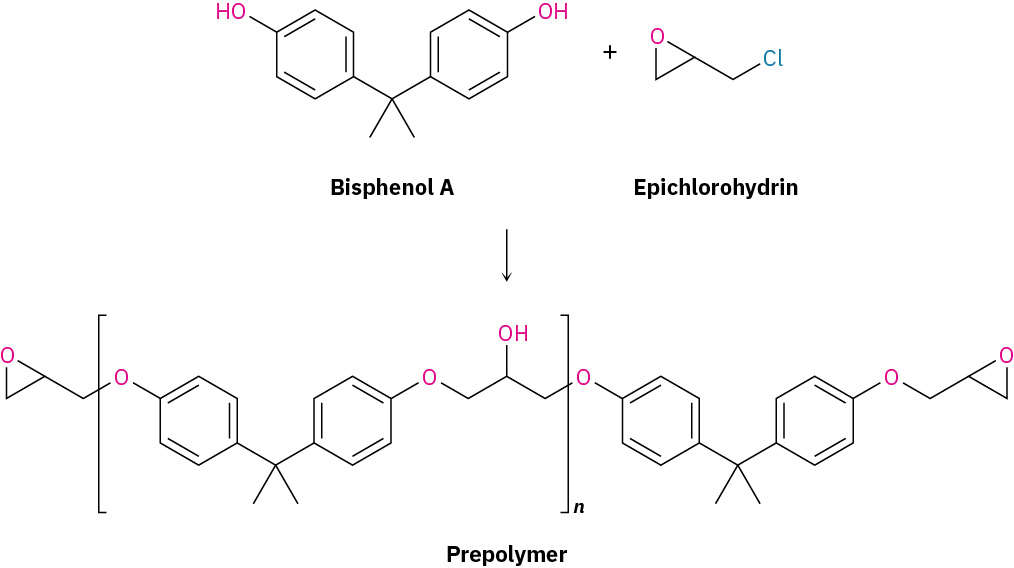 HO OH
+
O Cl
Bisphenol A Epichlorohydrin
OH
O O O O O O
n
Prepolymer